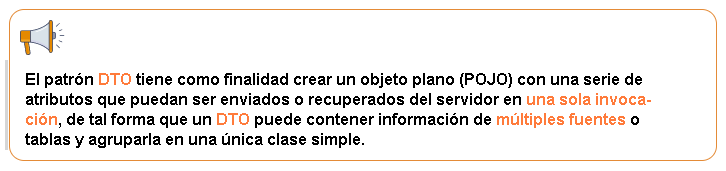 El patrón DTO tiene como finalidad crear un objeto plano (POJO) con una serie de
atributos que puedan ser enviados o recuperados del servidor en una sola invoca-
ción, de tal forma que un DTO puede contener información de múltiples fuentes o
tablas y agruparla en una única clase simple.